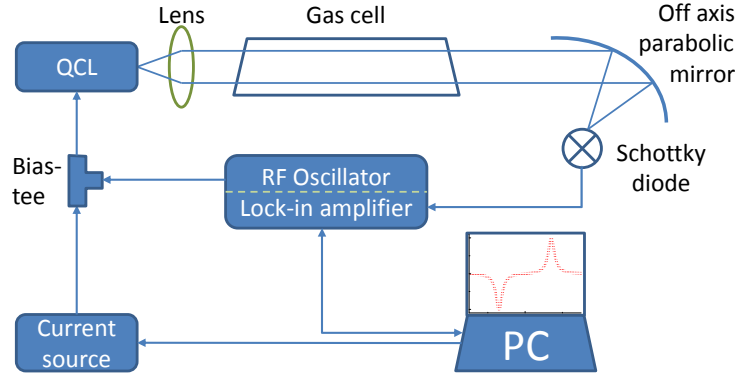 Lens
Gas cell
Off axis
parabolic
mirror
QCL
Bias-
tee
RF Oscillator
Lock-in amplifier
Schottky
diode
Current
source
PC